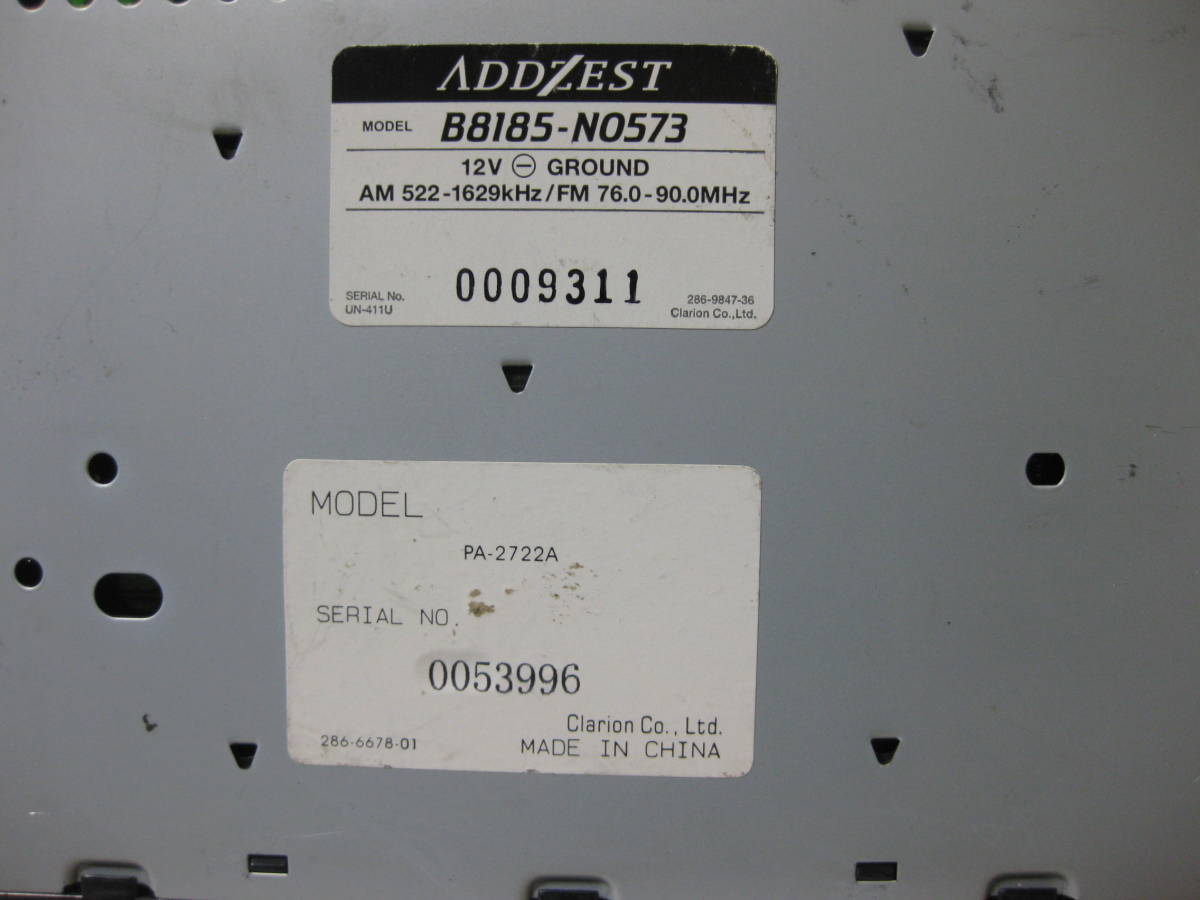 ADDZEST
MODEL B8185-N0573
12V ⊖ GROUND
AM 522-1629kHz/FM 76.0-90.0MHz
0009311
SERIAL No.
UN-411U
286-9847-36
Clarion Co.,Ltd.
MODEL
PA-2722A
SERIAL NO.
0053996
Clarion Co., Ltd.
286-6678-01 MADE IN CHINA